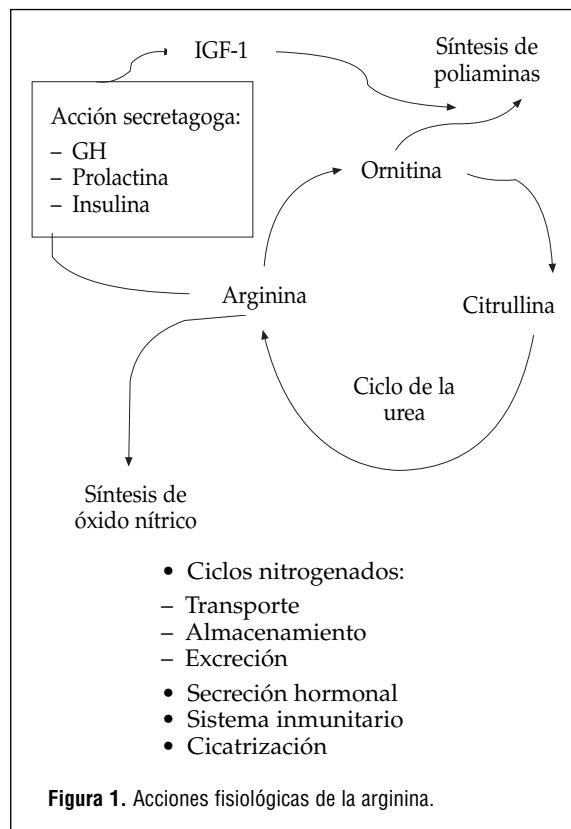 IGF-1
Síntesis de
poliaminas
Acción secretagoga:
– GH
– Prolactina
– Insulina
Ornitina
Arginina
Citrullina
Ciclo de la
urea
Síntesis de
óxido nítrico
• Ciclos nitrogenados:
– Transporte
– Almacenamiento
– Excreción
• Secreción hormonal
• Sistema inmunitario
• Cicatrización
Figura 1. Acciones fisiológicas de la arginina.